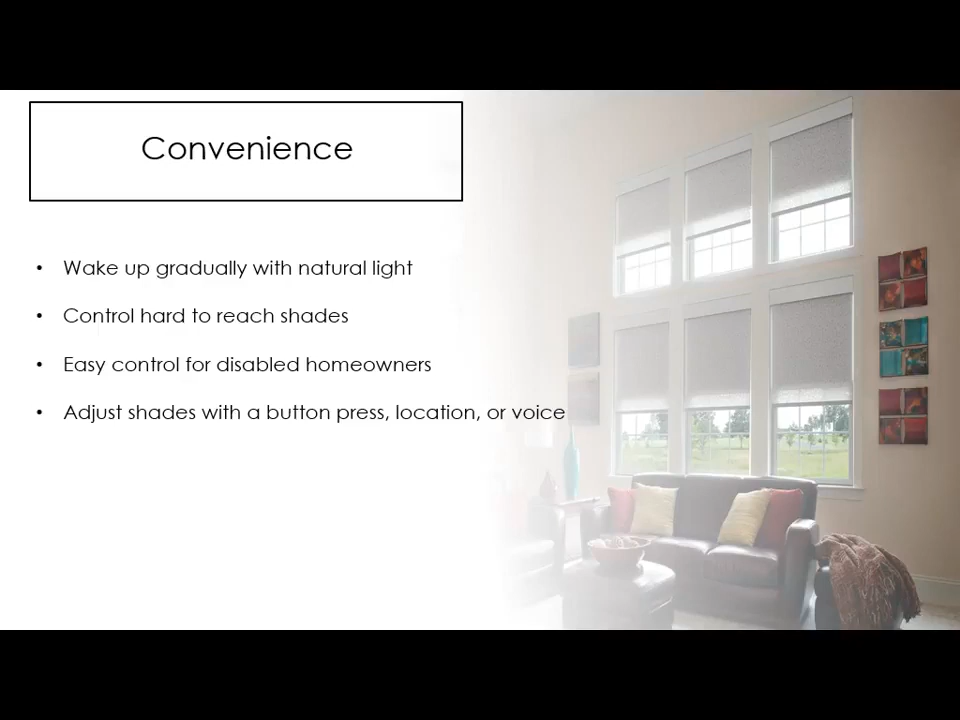 Convenience
• Wake up gradually with natural light
• Control hard to reach shades
• Easy control for disabled homeowners
• Adjust shades with a button press, location, or voice